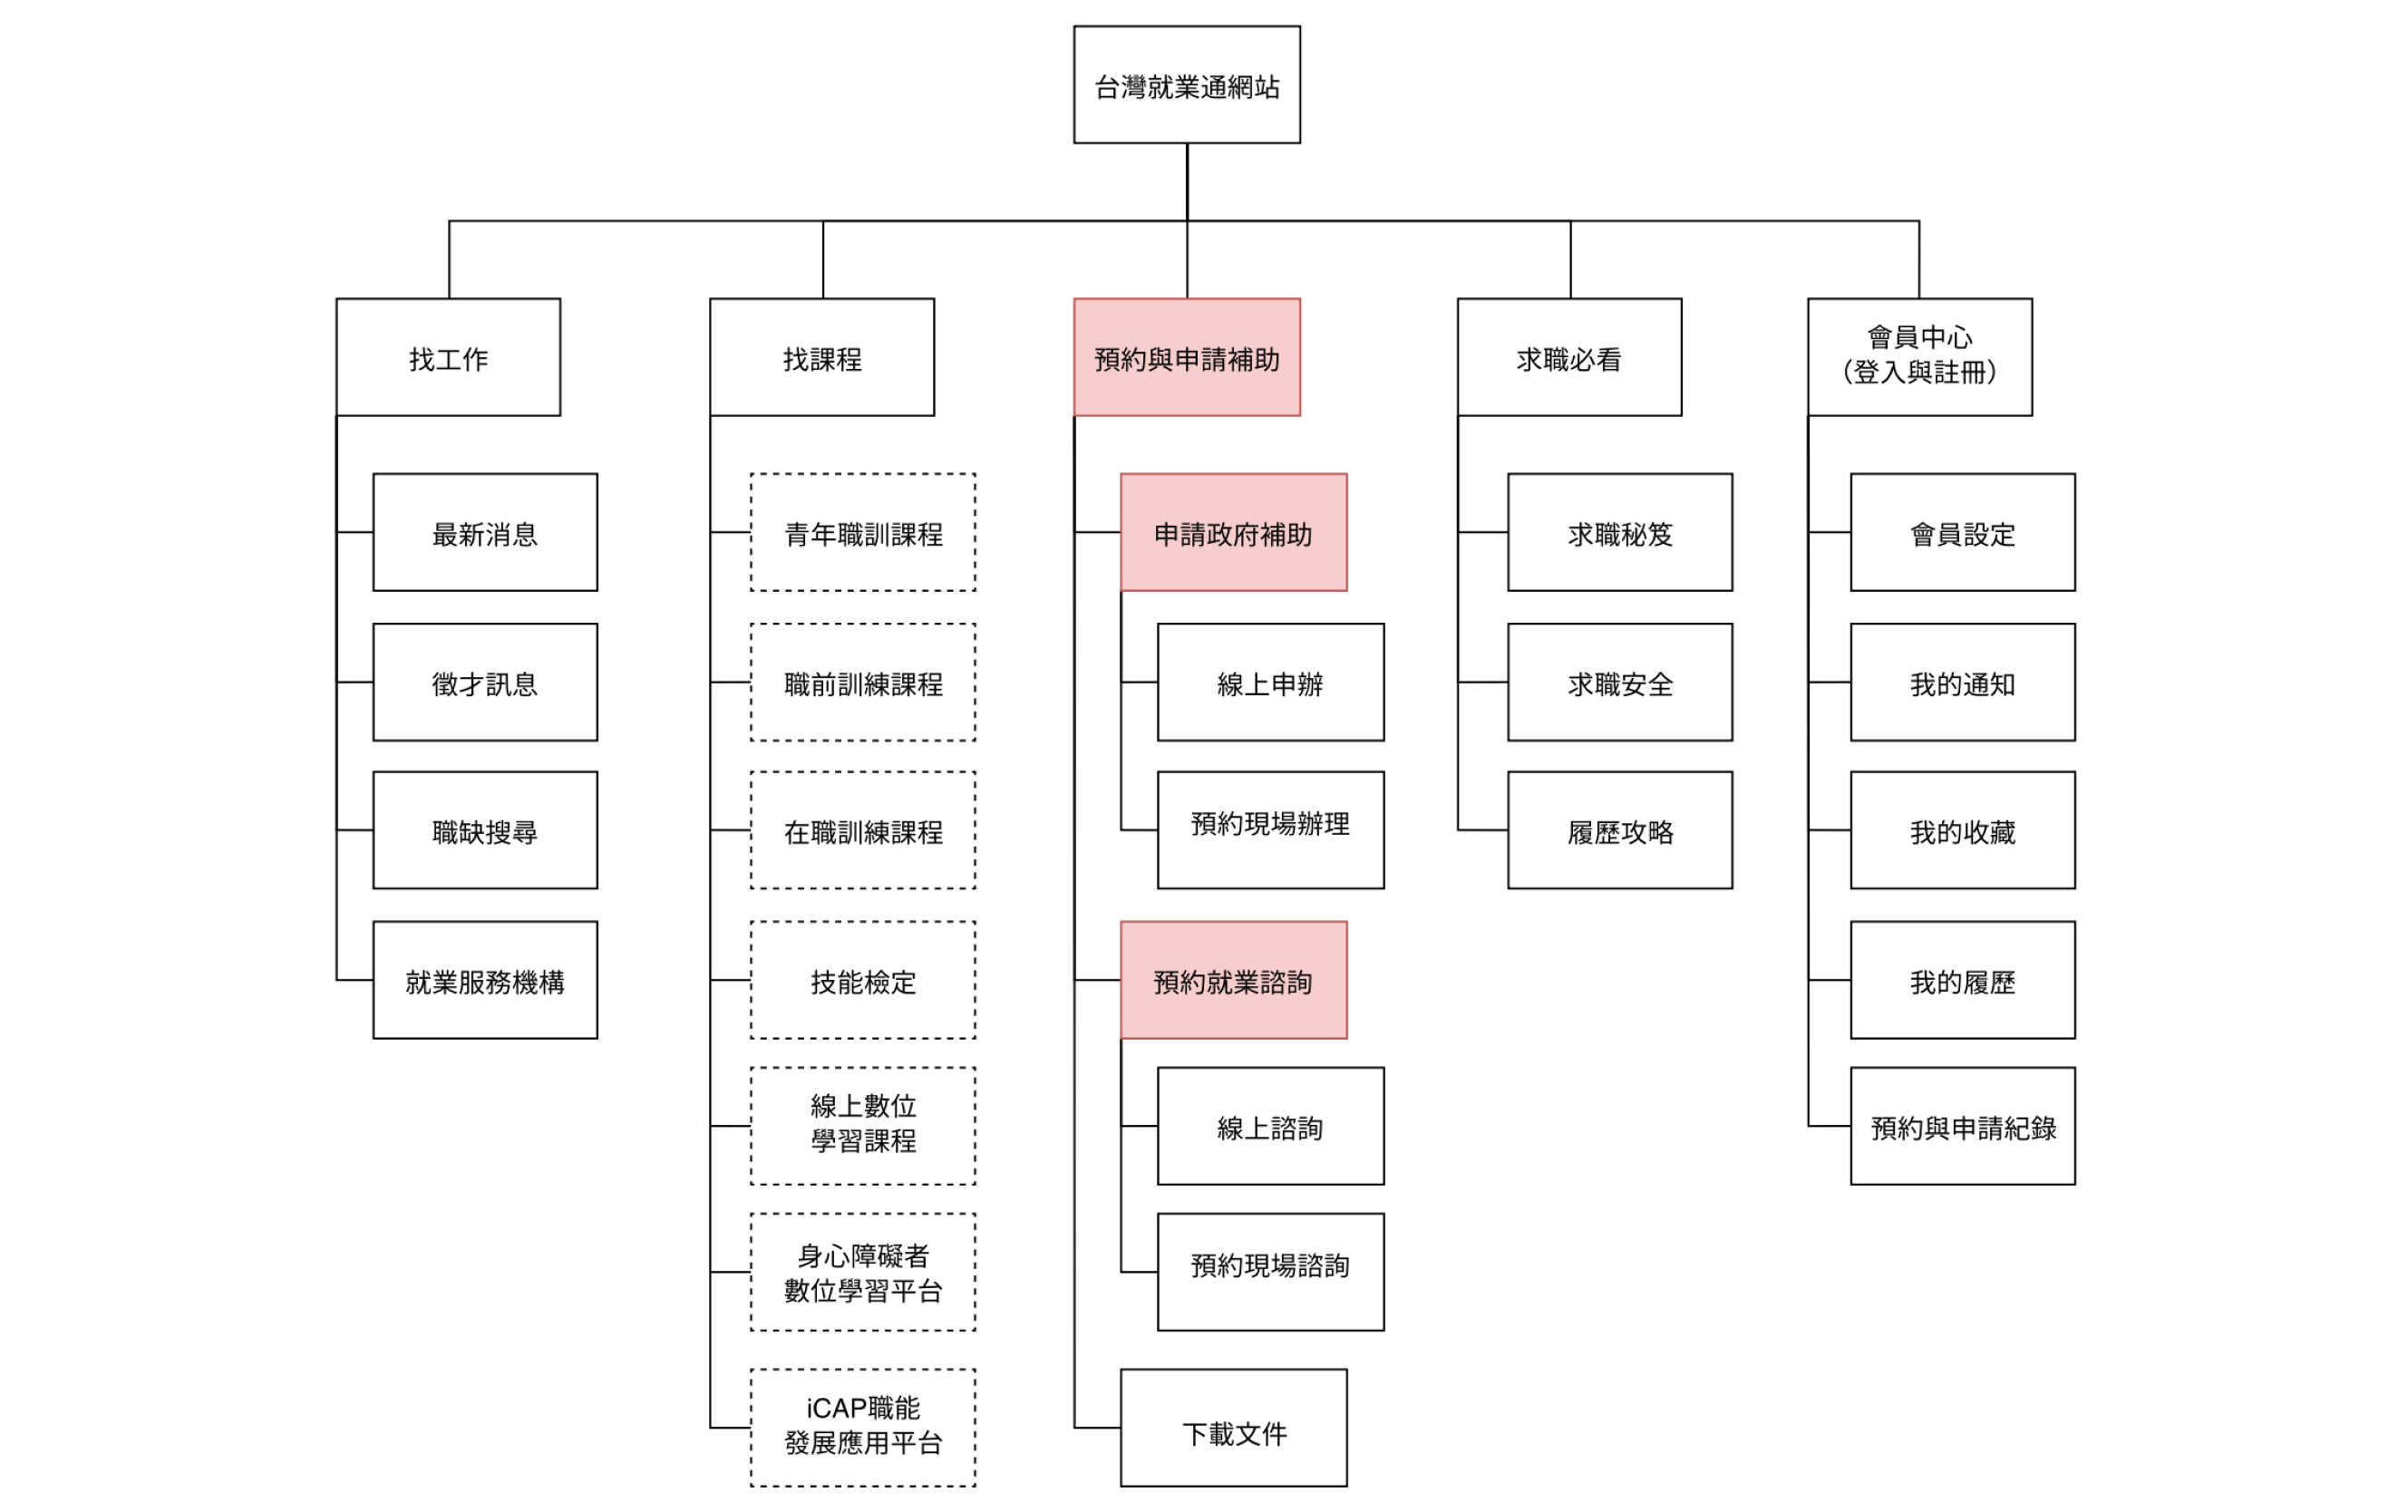 台灣就業通網站
找工作
最新消息
徵才訊息
職缺搜尋
就業服務機構
找課程
青年職訓課程
職前訓練課程
在職訓練課程
技能檢定
線上數位
學習課程
身心障礙者
數位學習平台
iCAP職能
發展應用平台
預約與申請補助
申請政府補助
線上申辦
預約現場辦理
預約就業諮詢
線上諮詢
預約現場諮詢
下載文件
求職必看
求職秘笈
求職安全
履歷攻略
會員中心
（登入與註冊）
會員設定
我的通知
我的收藏
我的履歷
預約與申請紀錄